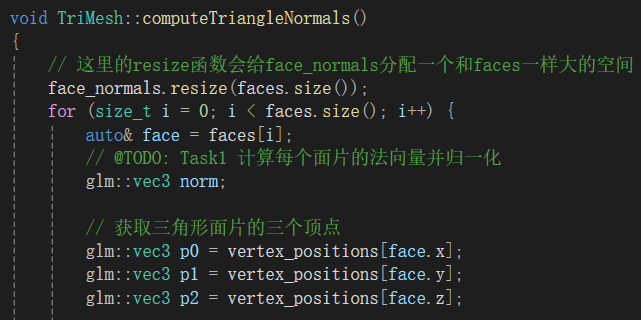 void TriMesh::computeTriangleNormals()
{
// 这里的resize函数会给face_normals分配一个和faces一样大的空间
face_normals.resize(faces.size());
for (size_t i = 0; i < faces.size(); i++) {
auto& face = faces[i];
// @TODO: Task1 计算每个面片的法向量并归一化
glm::vec3 norm;
// 获取三角形面片的三个顶点
glm::vec3 p0 = vertex_positions[face.x];
glm::vec3 p1 = vertex_positions[face.y];
glm::vec3 p2 = vertex_positions[face.z];